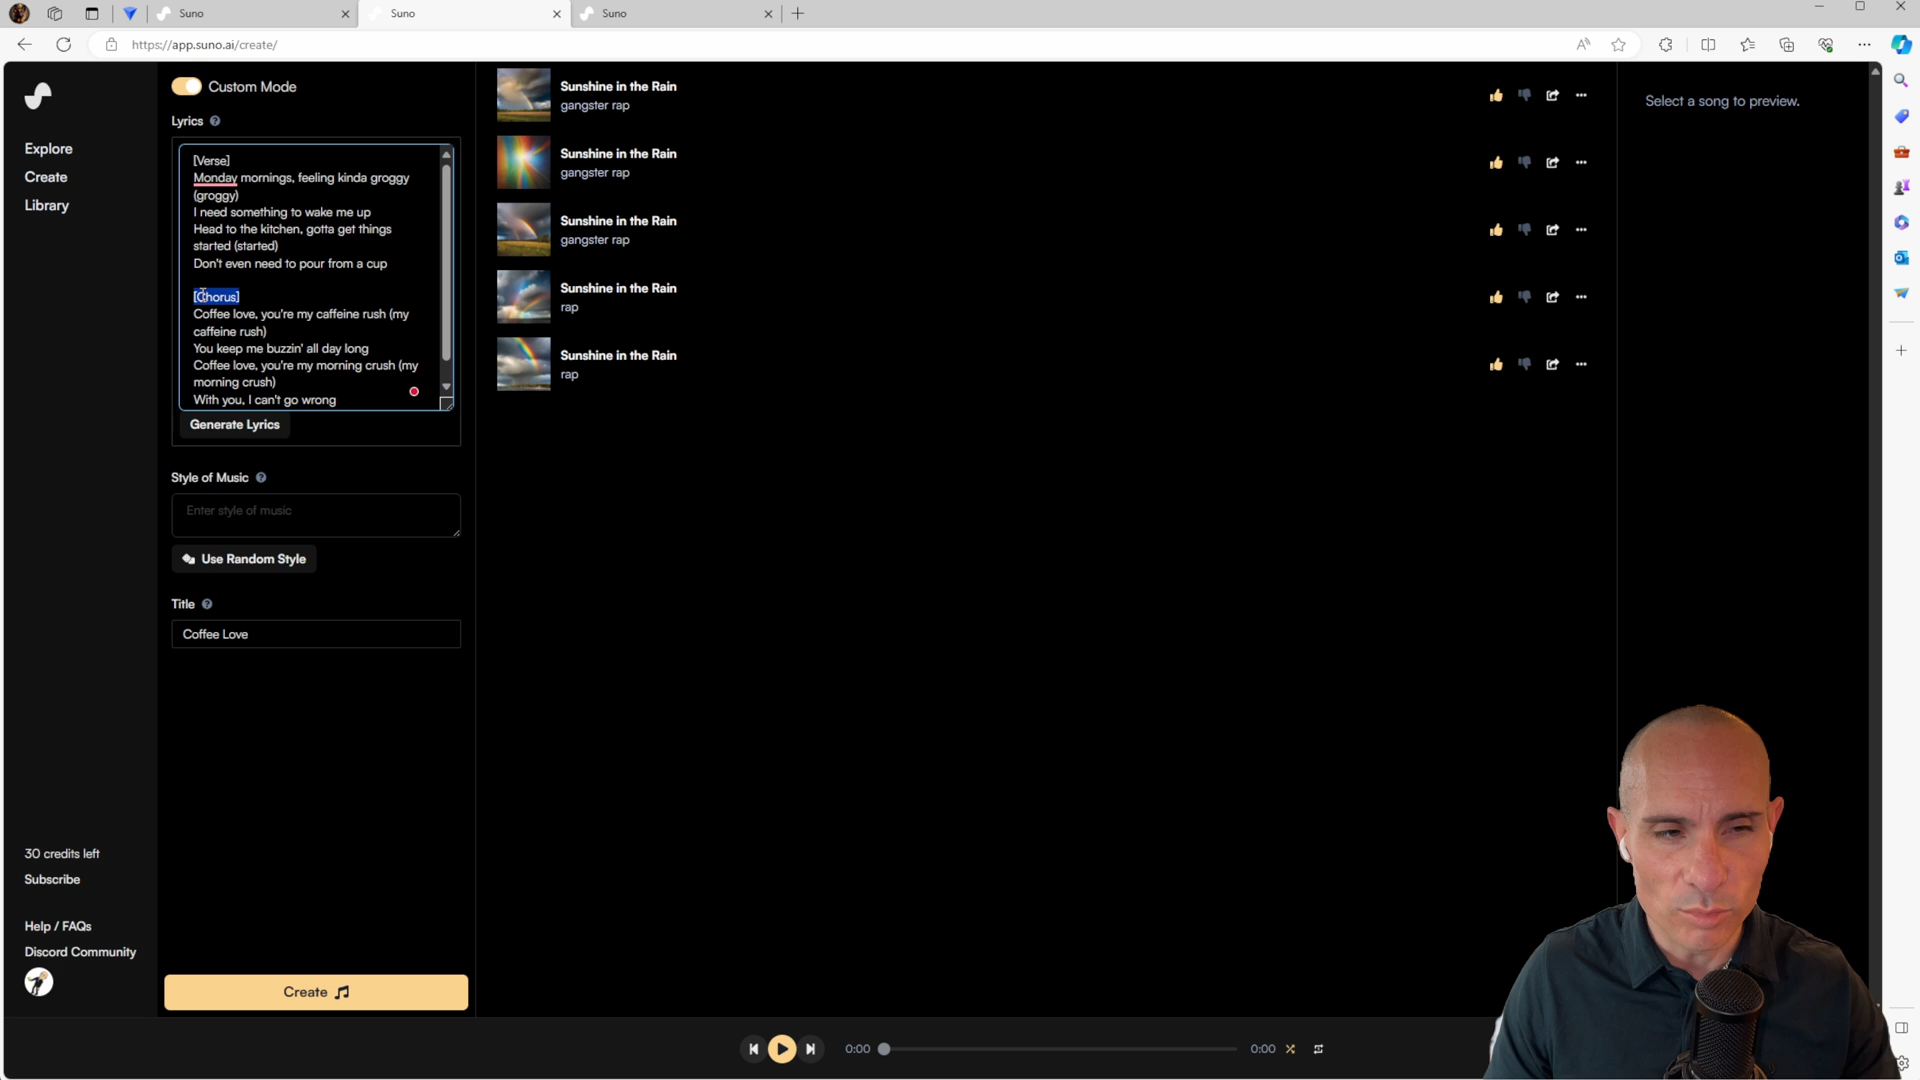 Suno
Suno
Suno
https://app.suno.ai/create/
Explore
Create
Library
30 credits left
Subscribe
Help / FAQs
Discord Community
Custom Mode
Lyrics
[Verse]
Monday mornings, feeling kinda groggy
(groggy)
I need something to wake me up
Head to the kitchen, gotta get things
started (started)
Don't even need to pour from a cup
[Chorus]
Coffee love, you're my caffeine rush (my
caffeine rush)
You keep me buzzin' all day long
Coffee love, you're my morning crush (my
morning crush)
With you, I can't go wrong
Generate Lyrics
Style of Music
Enter style of music
Use Random Style
Title
Coffee Love
Create
Sunshine in the Rain
gangster rap
Sunshine in the Rain
gangster rap
Sunshine in the Rain
gangster rap
Sunshine in the Rain
rap
Sunshine in the Rain
rap
Select a song to preview.
0:00
0:00